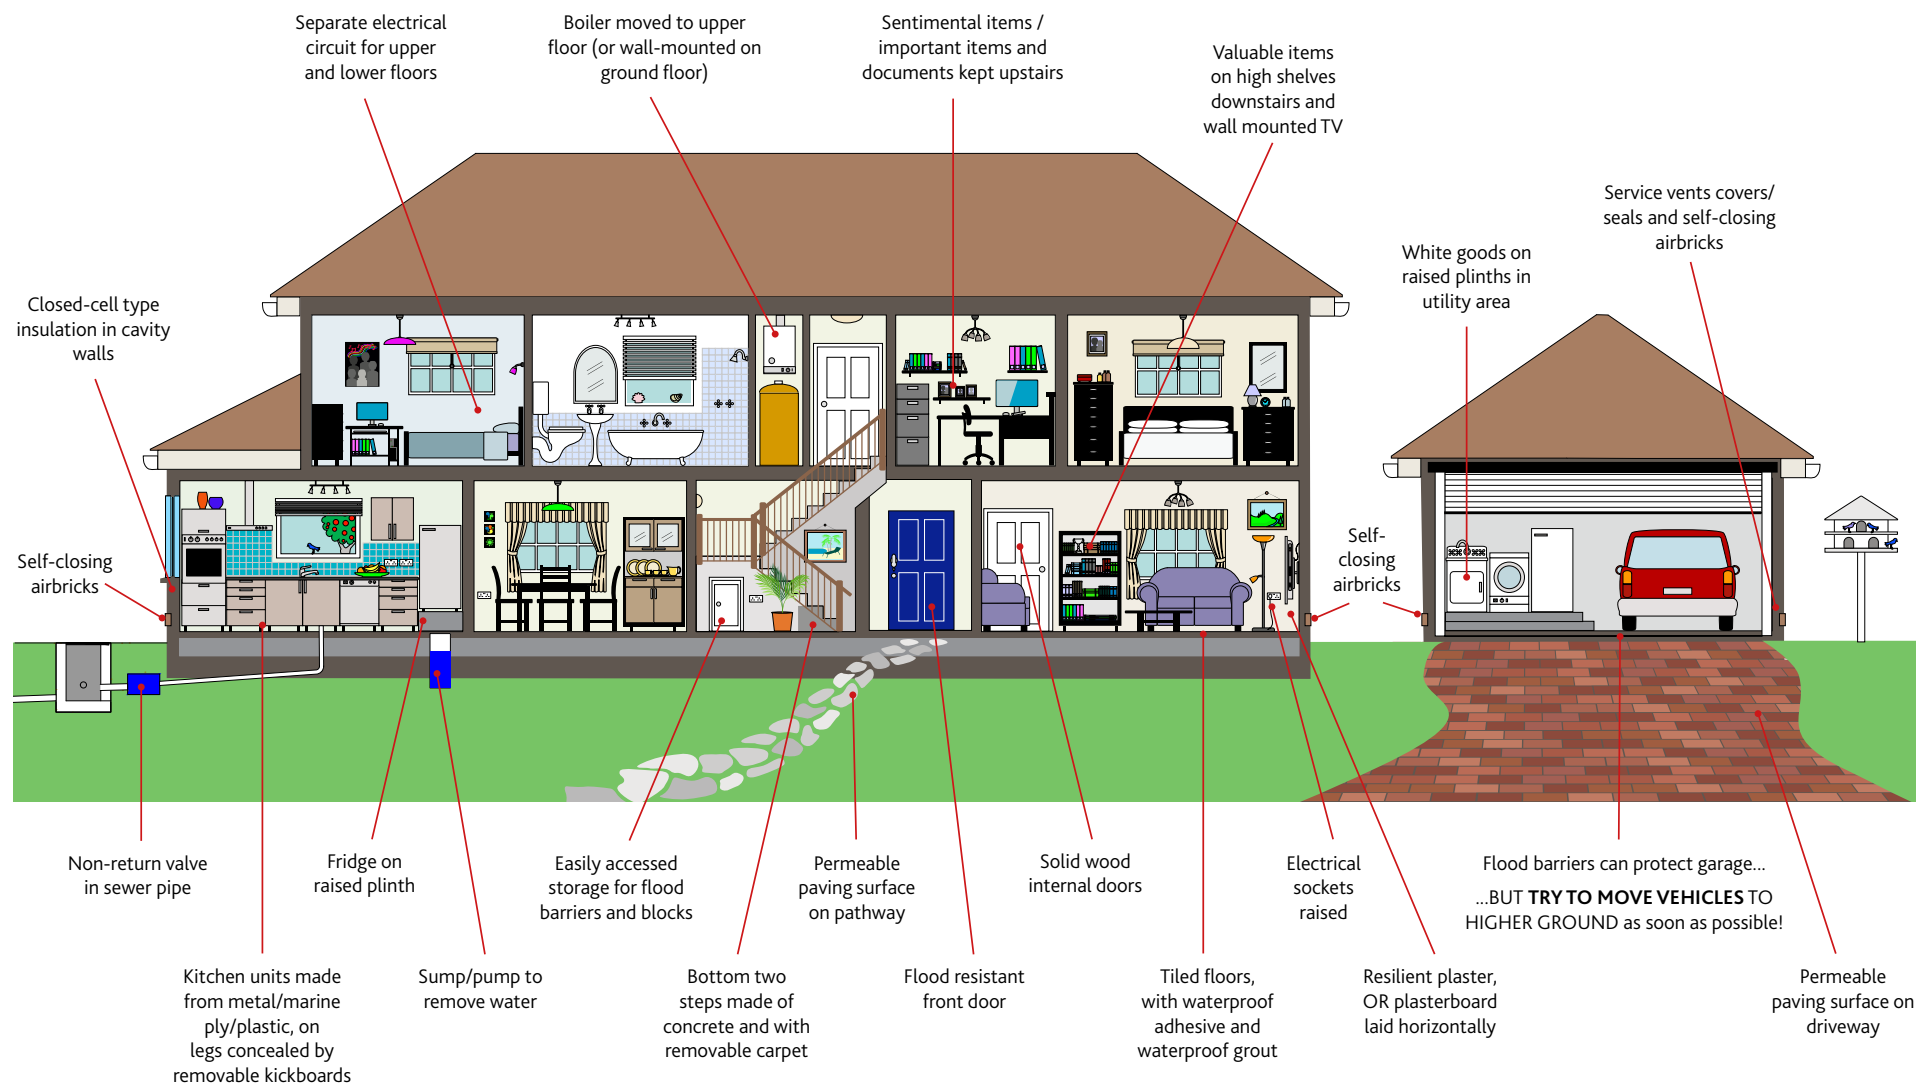 Separate electrical
circuit for upper
and lower floors
Boiler moved to upper
floor (or wall-mounted on
ground floor)
Sentimental items /
important items and
documents kept upstairs
Valuable items
on high shelves
downstairs and
wall mounted TV
Service vents covers/
seals and self-closing
airbricks
White goods on
raised plinths in
utility area
Closed-cell type
insulation in cavity
walls
Self-closing
airbricks
Self-
closing
airbricks
Non-return valve
in sewer pipe
Fridge on
raised plinth
Easily accessed
storage for flood
barriers and blocks
Permeable
paving surface
on pathway
Solid wood
internal doors
Electrical
sockets
raised
Flood barriers can protect garage...
...BUT TRY TO MOVE VEHICLES TO
HIGHER GROUND as soon as possible!
Kitchen units made
from metal/marine
ply/plastic, on
legs concealed by
removable kickboards
Sump/pump to
remove water
Bottom two
steps made of
concrete and with
removable carpet
Flood resistant
front door
Tiled floors,
with waterproof
adhesive and
waterproof grout
Resilient plaster,
OR plasterboard
laid horizontally
Permeable
paving surface on
driveway